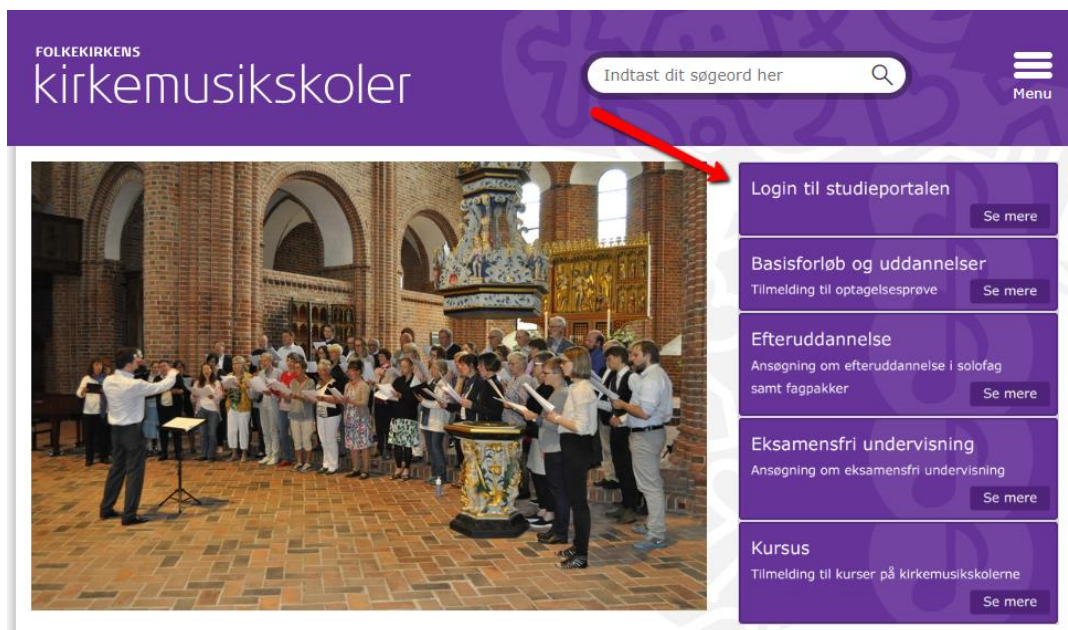 FOLKEKIRKENS
kirkemusikskoler
Indtast dit søgeord her
Menu
Login til studieportalen
Se mere
Basisforløb og uddannelser
Tilmelding til optagelsesprøve
Se mere
Efteruddannelse
Ansøgning om efteruddannelse i solofag
samt fagpakker
Se mere
Eksamensfri undervisning
Ansøgning om eksamensfri undervisning
Se mere
Kursus
Tilmelding til kurser på kirkemusikskolerne
Se mere